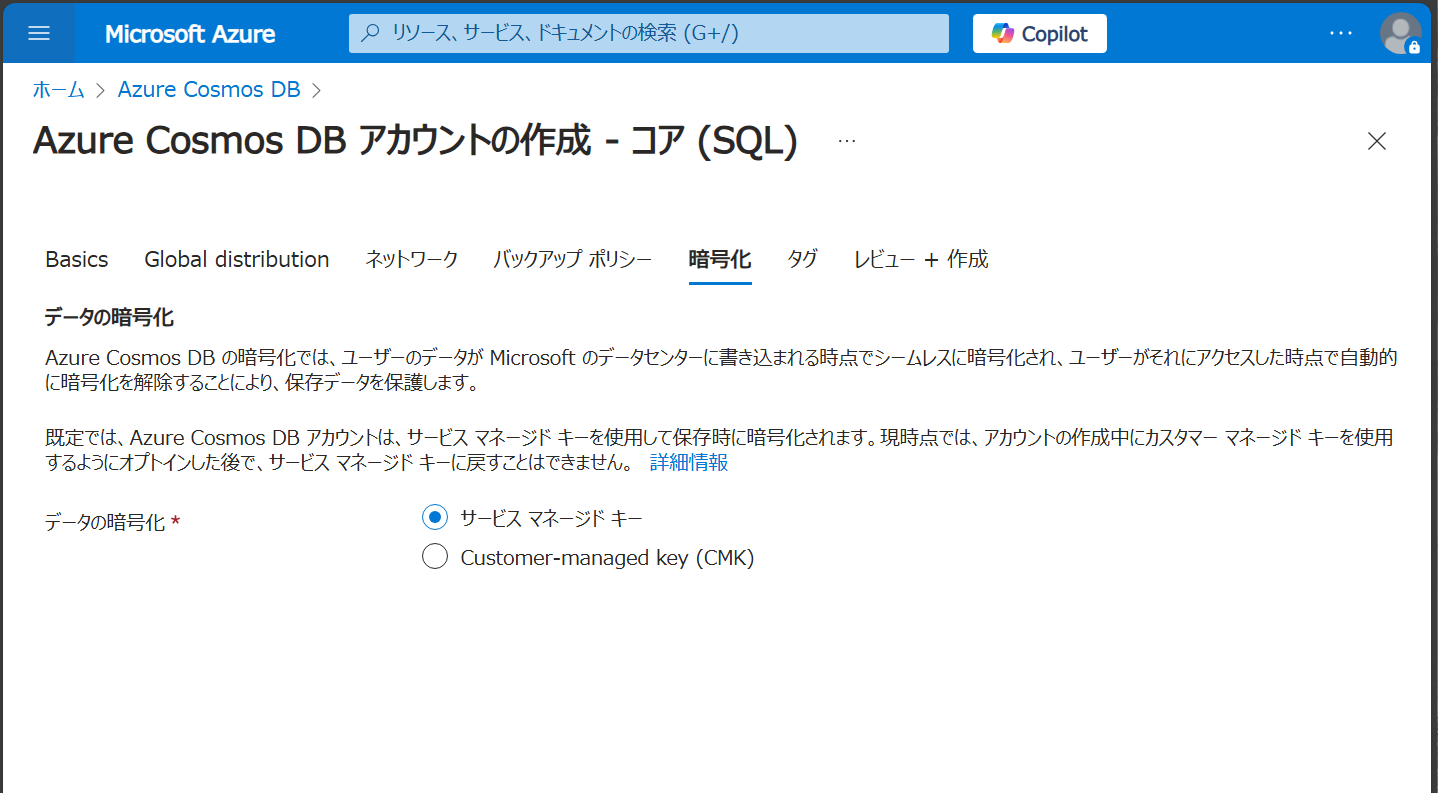 Microsoft Azure
リソース、サービス、ドキュメントの検索 (G+/)
Copilot
ホーム > Azure Cosmos DB >
Azure Cosmos DB アカウントの作成 - コア (SQL)
Basics
Global distribution
ネットワーク
バックアップ ポリシー
暗号化
タグ
レビュー + 作成
データの暗号化
Azure Cosmos DB の暗号化では、ユーザーのデータが Microsoft のデータセンターに書き込まれる時点でシームレスに暗号化され、ユーザーがそれにアクセスした時点で自動的
に暗号化を解除することにより、保存データを保護します。
既定では、Azure Cosmos DB アカウントは、サービス マネージド キーを使用して保存時に暗号化されます。現時点では、アカウントの作成中にカスタマー マネージド キーを使用
するようにオプトインした後で、サービス マネージド キーに戻すことはできません。 詳細情報
データの暗号化 *
サービス マネージド キー
Customer-managed key (CMK)